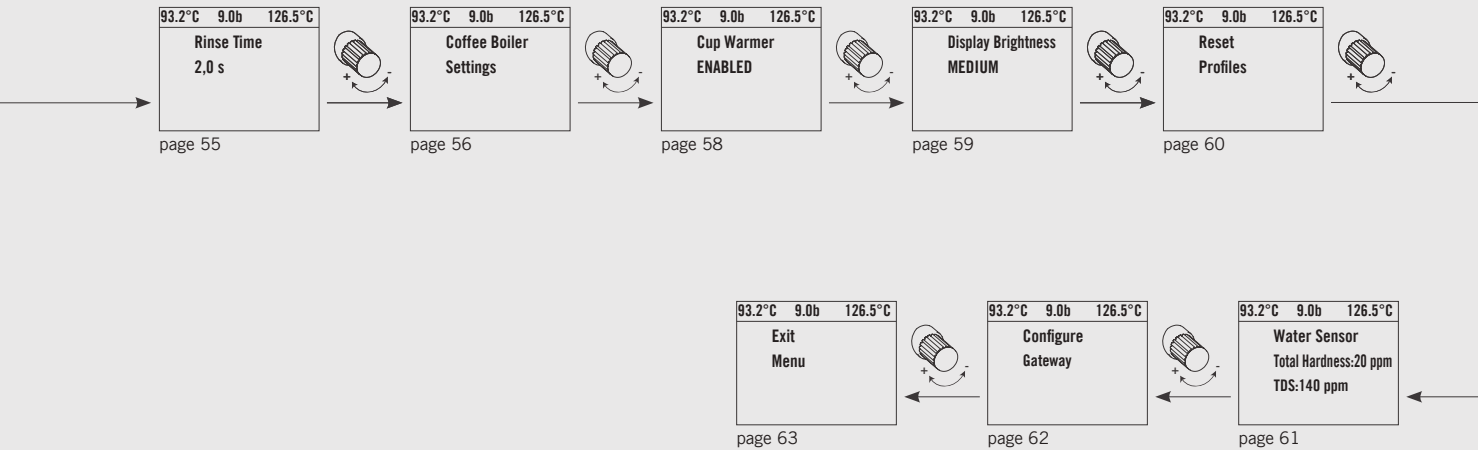 93.2°C 9.0b 126.5°C
Rinse Time
2,0 s
+ -
page 55
93.2°C 9.0b 126.5°C
Coffee Boiler
Settings
+ -
page 56
93.2°C 9.0b 126.5°C
Cup Warmer
ENABLED
+ -
page 58
93.2°C 9.0b 126.5°C
Display Brightness
MEDIUM
+ -
page 59
93.2°C 9.0b 126.5°C
Reset
Profiles
+ -
page 60
93.2°C 9.0b 126.5°C
Exit
Menu
+ -
page 63
93.2°C 9.0b 126.5°C
Configure
Gateway
+ -
page 62
93.2°C 9.0b 126.5°C
Water Sensor
Total Hardness:20 ppm
TDS:140 ppm
page 61